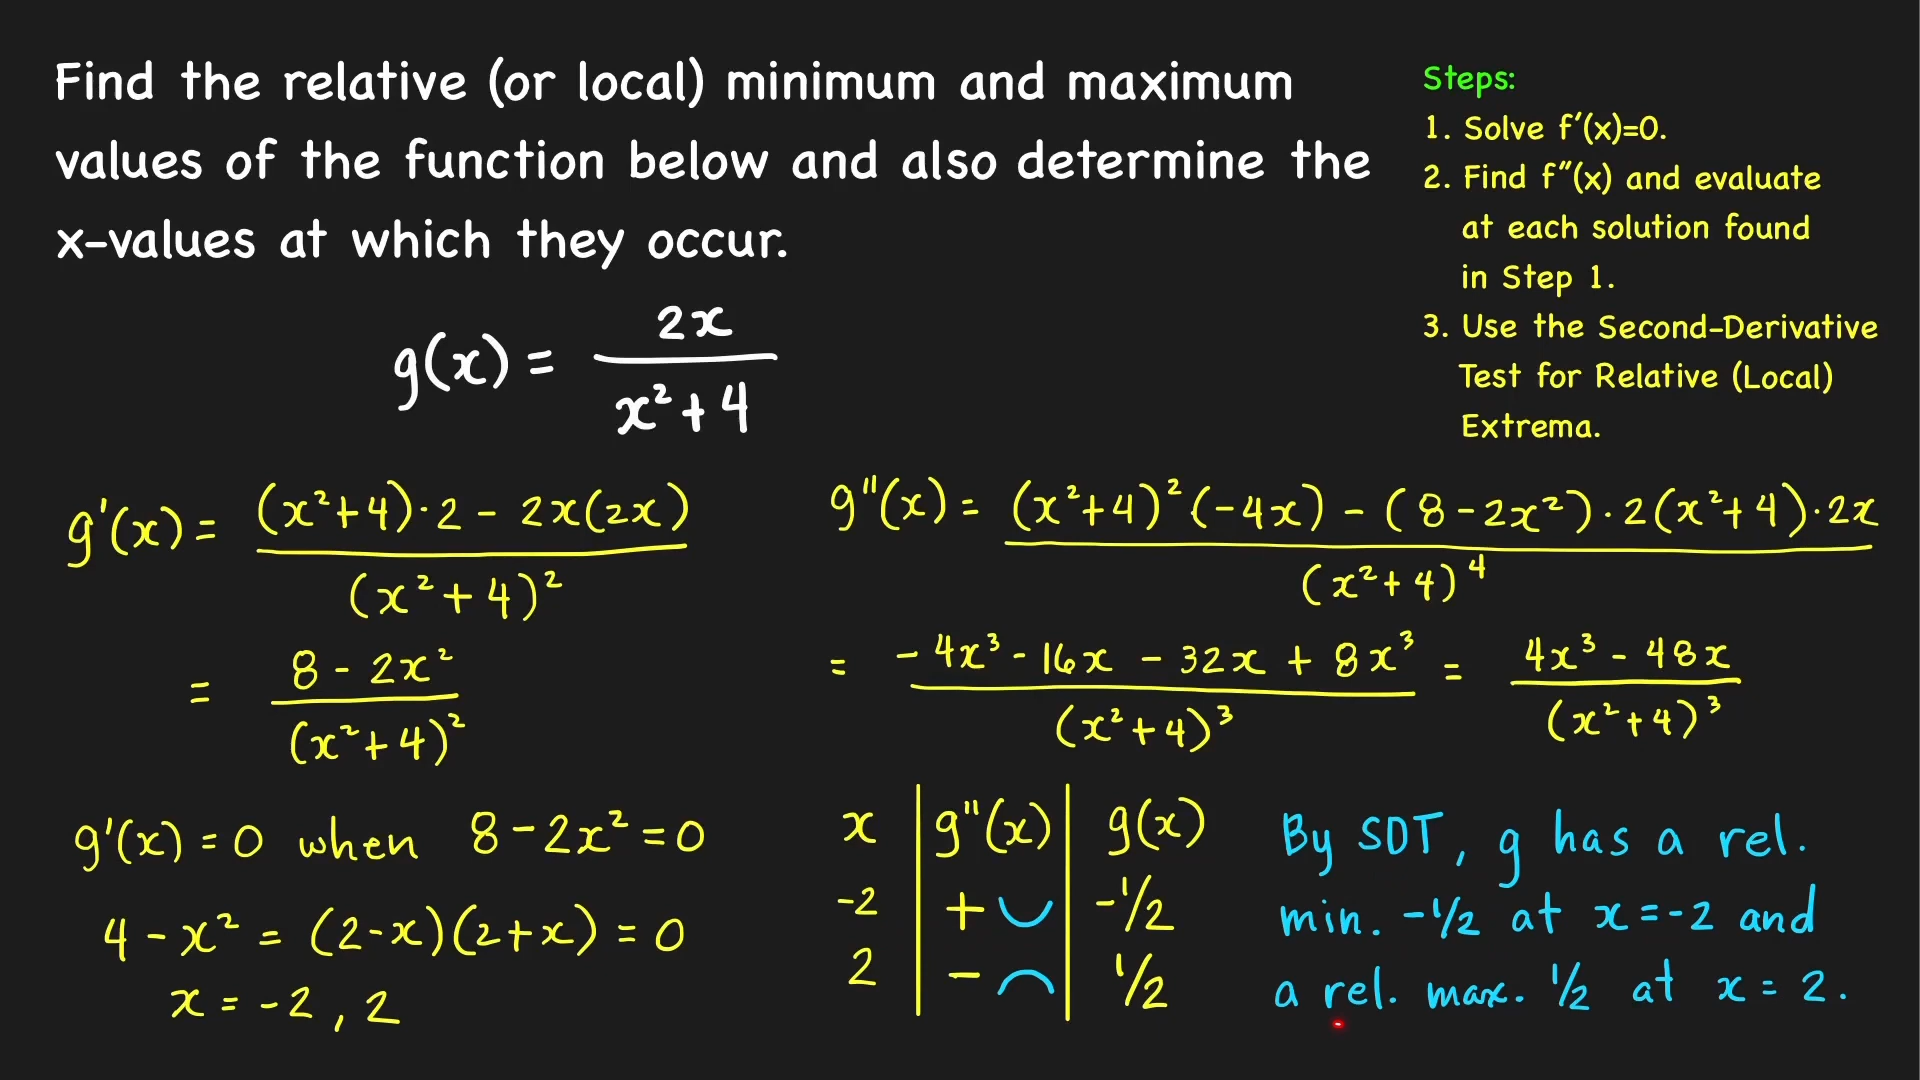 Find the relative (or local) minimum and maximum
values of the function below and also determine the
x-values at which they occur.
g(x) = 2x / (x² + 4)
Steps:
1. Solve f′(x)=0.
2. Find f″(x) and evaluate
at each solution found
in Step 1.
3. Use the Second-Derivative
Test for Relative (Local)
Extrema.
g'(x) = (x²+4)·2 - 2x(2x) / (x²+4)²
= 8 - 2x² / (x²+4)²
g'(x) = 0 when 8 - 2x² = 0
4 - x² = (2-x)(2+x) = 0
x = -2, 2
g''(x) = (x²+4)²(-4x) - (8-2x²)·2(x²+4)·2x / (x²+4)⁴
= -4x³ - 16x - 32x + 8x³ / (x²+4)³ = 4x³ - 48x / (x²+4)³
x g''(x) g(x)
-2 + -1/2
2 - 1/2
By SDT, g has a rel.
min. -1/2 at x = -2 and
a rel. max. 1/2 at x = 2.